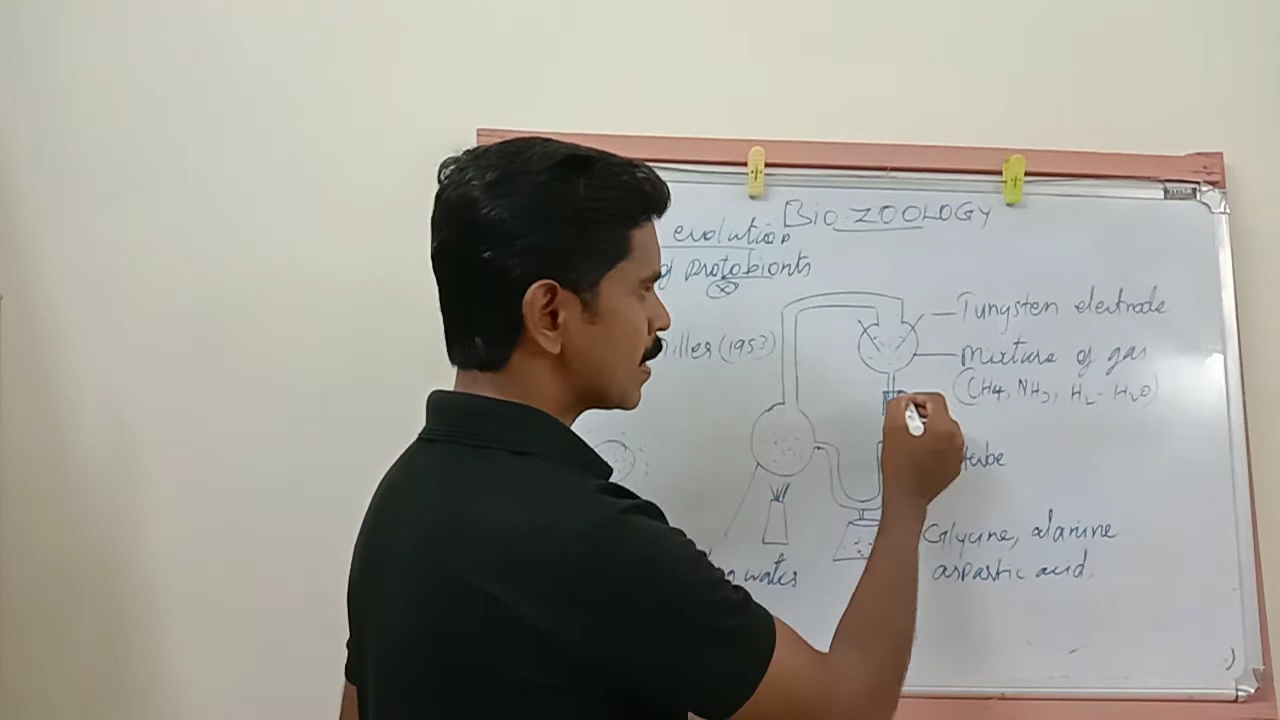 BIO-ZOOLOGY
evolution
of protobionts
Miller (1953)
Tungsten electrode
Mixture of gas
(CH4, NH3, H2- H2O)
tube
Glycine, alanine
aspartic acid,
water